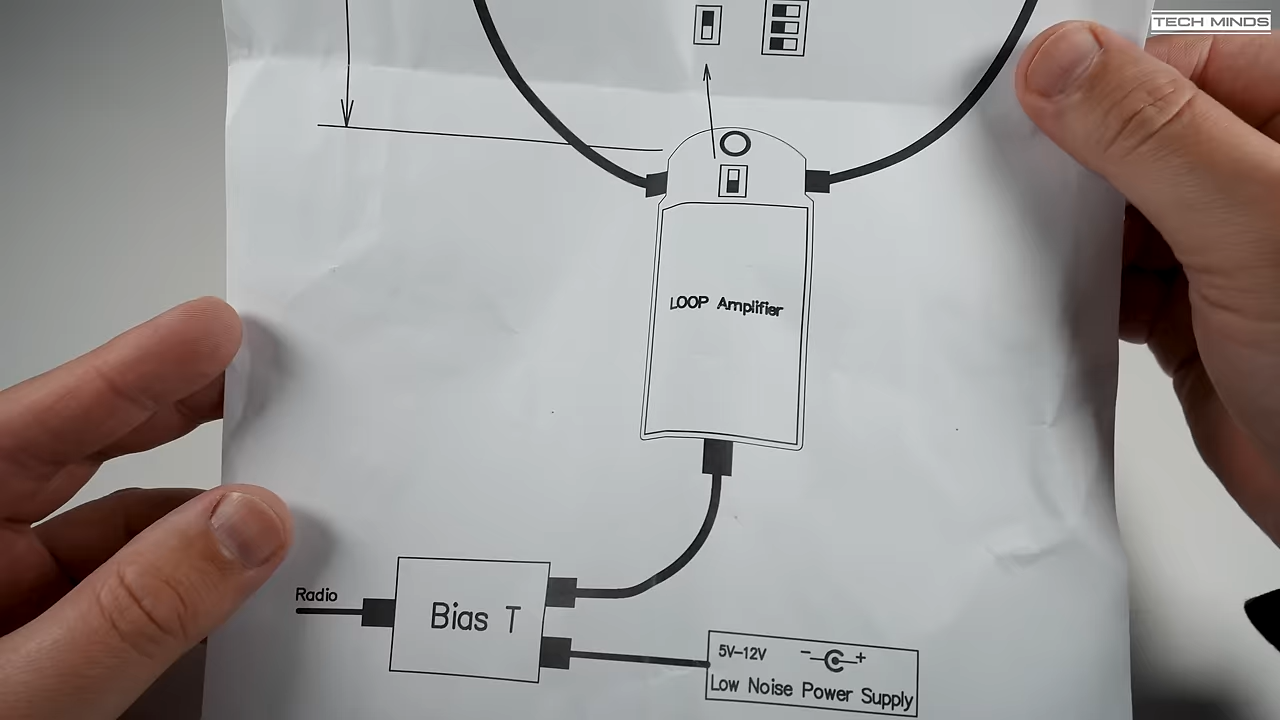 TECH MINDS
LOOP Amplifier
Radio
Bias T
5V-12V - +
Low Noise Power Supply